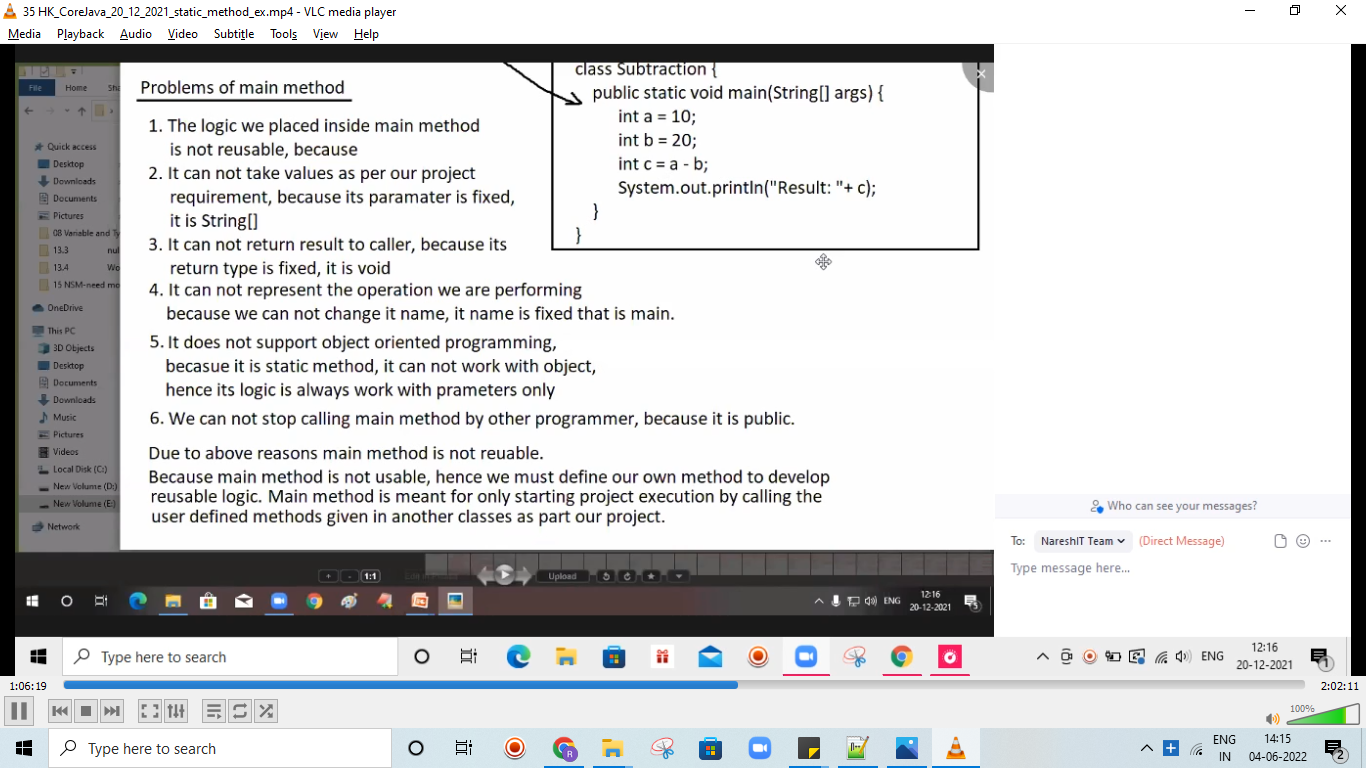 35 HK_CoreJava_20_12_2021_static_method_ex.mp4 - VLC media player
Media Playback Audio Video Subtitle Tools View Help
File Home Sha
Quick access
Desktop
Downloads
Documents
Pictures
08 Variable and Ty
13.3 nul
13.4 Wo
15 NSM-need mo
OneDrive
This PC
3D Objects
Desktop
Documents
Downloads
Music
Pictures
Videos
Local Disk (C:)
New Volume (D:)
New Volume (E:)
Network
Problems of main method
1. The logic we placed inside main method
is not reusable, because
2. It can not take values as per our project
requirement, because its paramater is fixed,
it is String[]
3. It can not return result to caller, because its
return type is fixed, it is void
4. It can not represent the operation we are performing
because we can not change it name, it name is fixed that is main.
5. It does not support object oriented programming,
becasue it is static method, it can not work with object,
hence its logic is always work with prameters only
6. We can not stop calling main method by other programmer, because it is public.
Due to above reasons main method is not reuable.
Because main method is not usable, hence we must define our own method to develop
reusable logic. Main method is meant for only starting project execution by calling the
user defined methods given in another classes as part our project.
class Subtraction {
public static void main(String[] args) {
int a = 10;
int b = 20;
int c = a - b;
System.out.println("Result: "+ c);
}
}
Who can see your messages?
To: NareshIT Team (Direct Message)
Type message here...
+ - 1:1 Upload
ENG 12:16
20-12-2021 5
Type here to search ENG 12:16
20-12-2021 1
1:06:19 2:02:11
100%
Type here to search R ENG 14:15
IN 04-06-2022 2